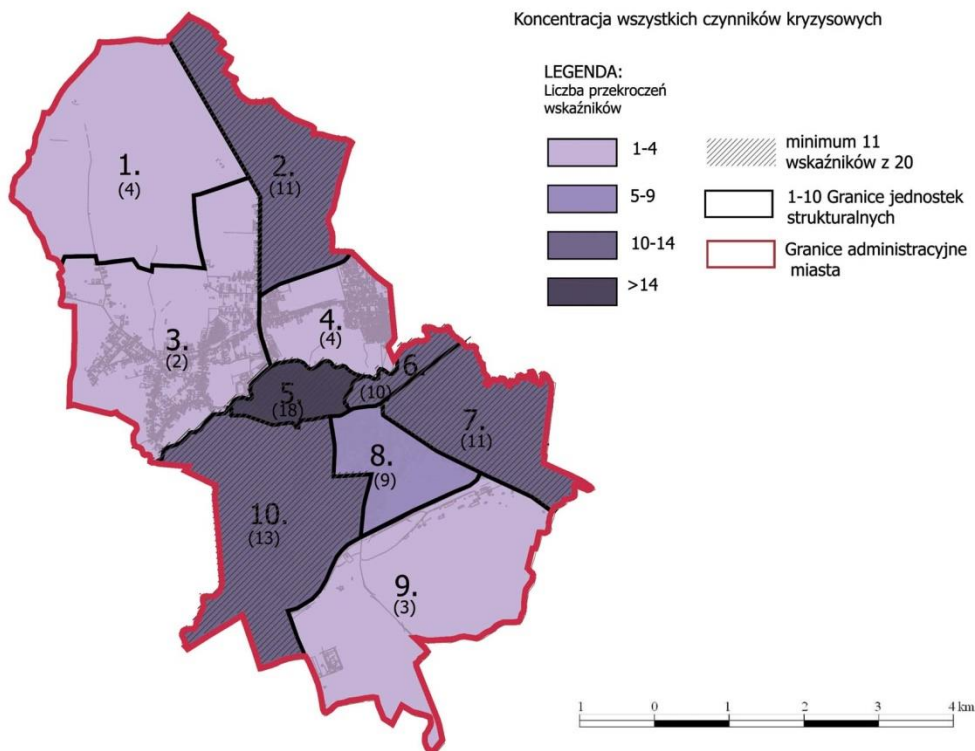 Koncentracja wszystkich czynników kryzysowych
LEGENDA:
Liczba przekroczeń
wskaźników
1-4
5-9
10-14
>14
minimum 11
wskaźników z 20
1-10 Granice jednostek
strukturalnych
Granice administracyjne
miasta
1.
(4)
2.
(11)
3.
(2)
4.
(4)
5.
(18)
6.
(10)
7.
(11)
8.
(9)
9.
(3)
10.
(13)
1 0 1 2 3 4 km